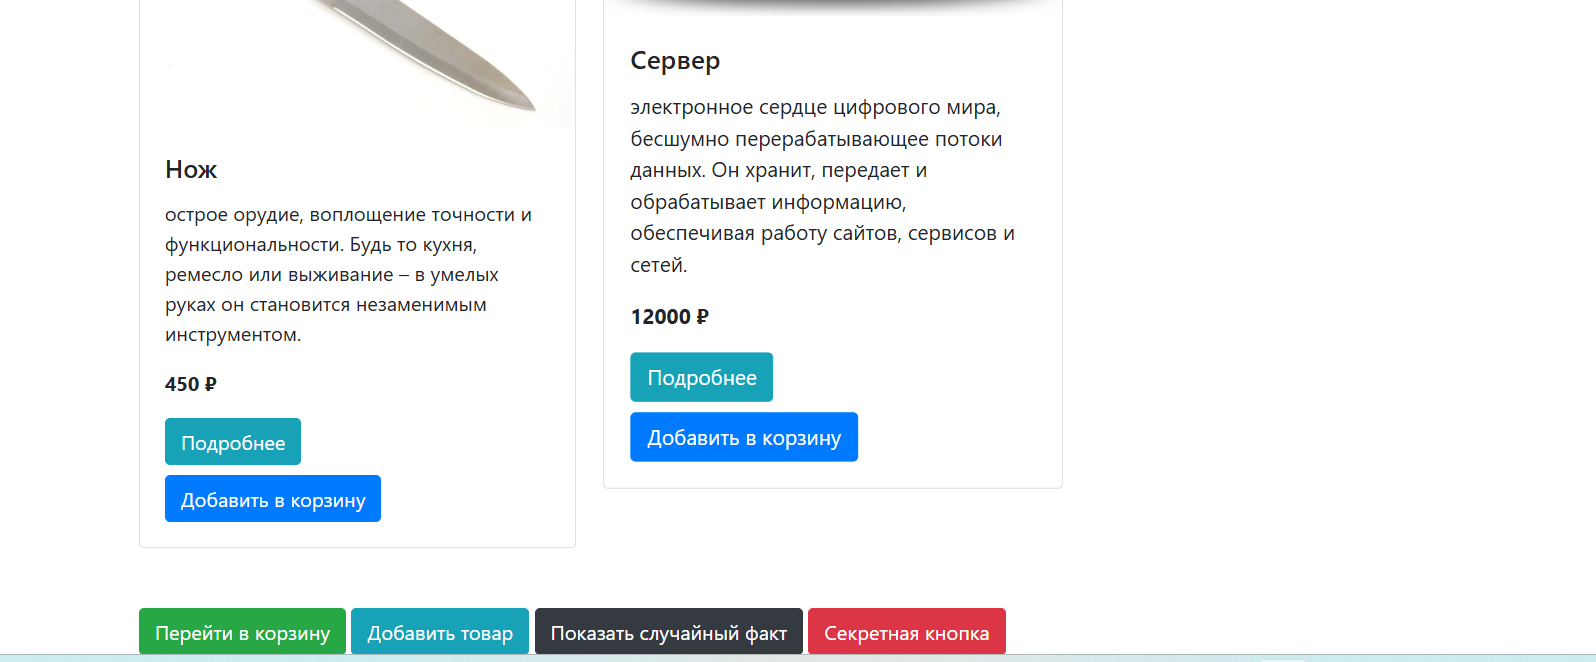 Нож
острое орудие, воплощение точности и
функциональности. Будь то кухня,
ремесло или выживание – в умелых
руках он становится незаменимым
инструментом.
450 ₽
Подробнее
Добавить в корзину
Сервер
электронное сердце цифрового мира,
бесшумно перерабатывающее потоки
данных. Он хранит, передает и
обрабатывает информацию,
обеспечивая работу сайтов, сервисов и
сетей.
12000 ₽
Подробнее
Добавить в корзину
Перейти в корзину
Добавить товар
Показать случайный факт
Секретная кнопка